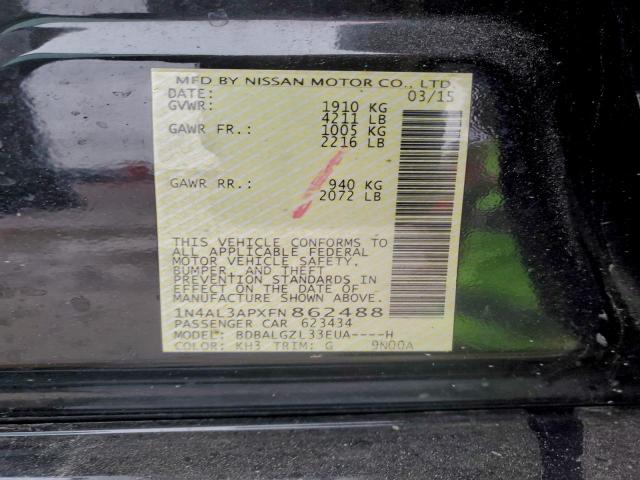 MFD BY NISSAN MOTOR CO., LTD
DATE: 03/15
GVWR: 1910 KG
4211 LB
GAWR FR.: 1005 KG
2216 LB
GAWR RR.: 940 KG
2072 LB
THIS VEHICLE CONFORMS TO
ALL APPLICABLE FEDERAL
MOTOR VEHICLE SAFETY,
BUMPER, AND THEFT
PREVENTION STANDARDS IN
EFFECT ON THE DATE OF
MANUFACTURE SHOWN ABOVE.
1N4AL3APXFN862488
PASSENGER CAR 623434
MODEL: BDBALGZL33EUA----H
COLOR: KH3 TRIM: G 9N00A